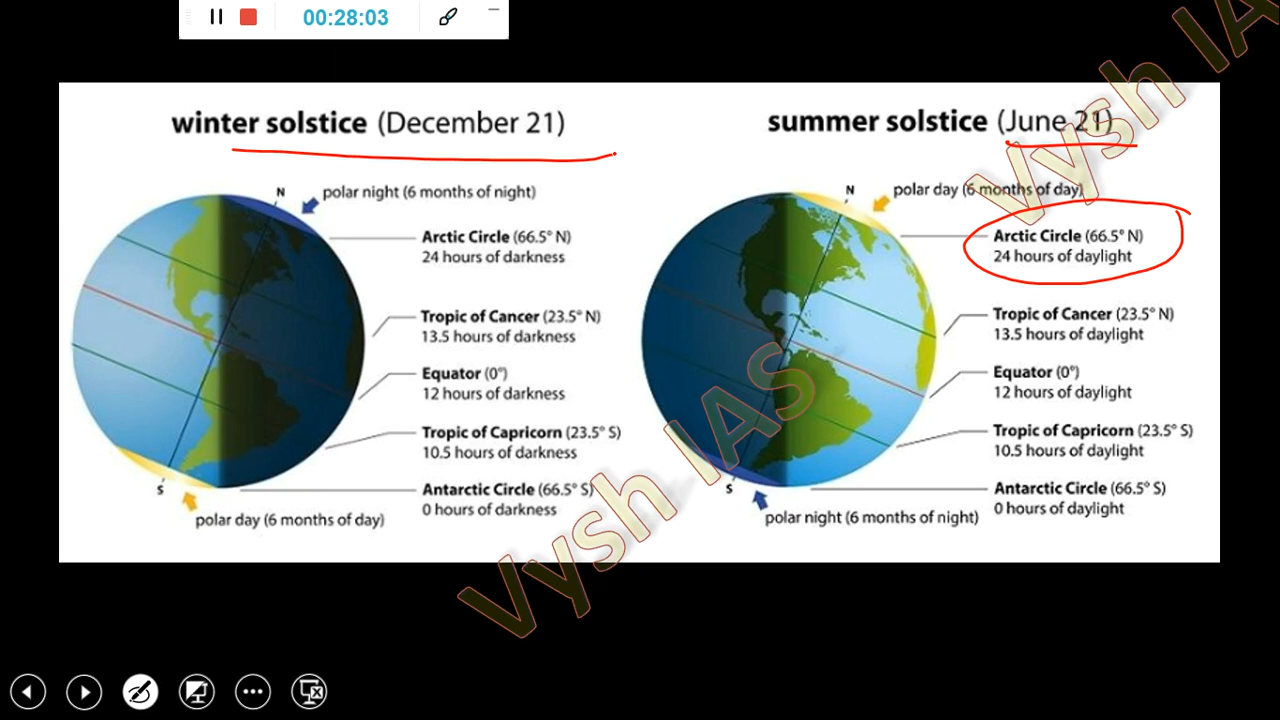 00:28:03
winter solstice (December 21)
N
polar night (6 months of night)
Arctic Circle (66.5° N)
24 hours of darkness
Tropic of Cancer (23.5° N)
13.5 hours of darkness
Equator (0°)
12 hours of darkness
Tropic of Capricorn (23.5° S)
10.5 hours of darkness
Antarctic Circle (66.5° S)
0 hours of darkness
S
polar day (6 months of day)
summer solstice (June 21)
N
polar day (6 months of day)
Arctic Circle (66.5° N)
24 hours of daylight
Tropic of Cancer (23.5° N)
13.5 hours of daylight
Equator (0°)
12 hours of daylight
Tropic of Capricorn (23.5° S)
10.5 hours of daylight
Antarctic Circle (66.5° S)
0 hours of daylight
S
polar night (6 months of night)
Vysh IAS
Vysh IA